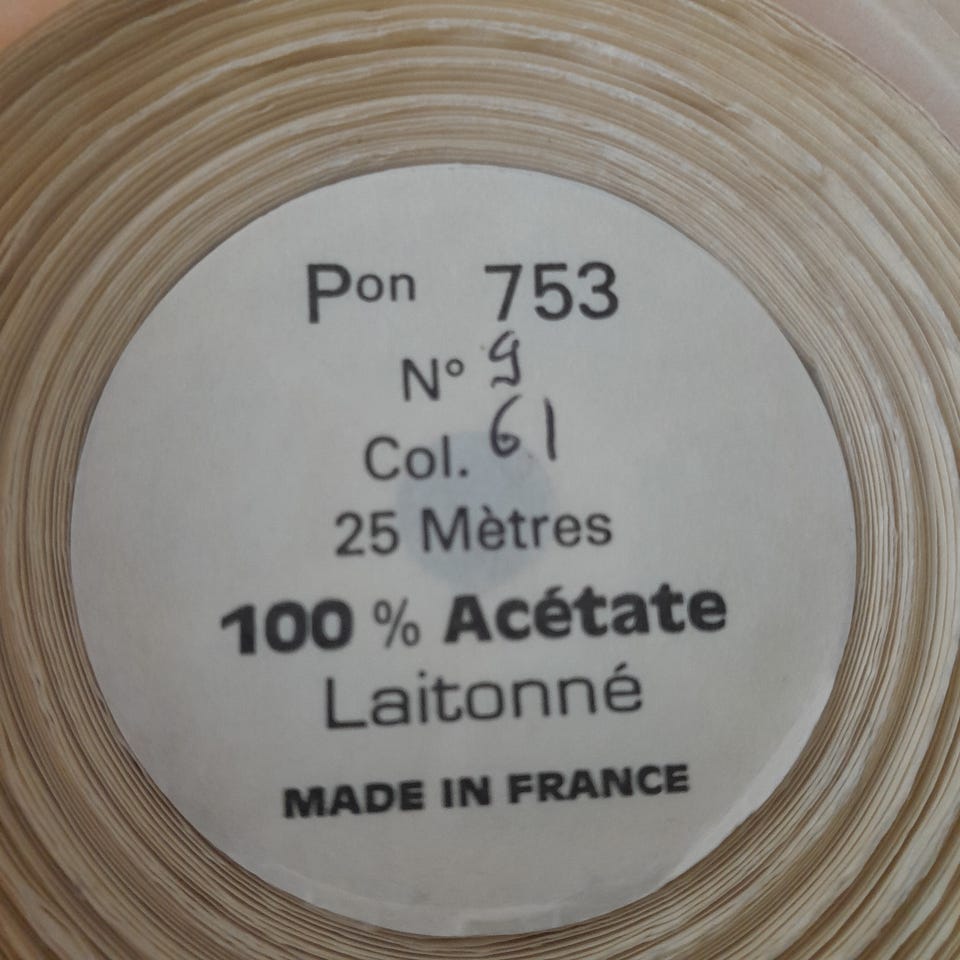 Pon 753
N° 9
Col. 61
25 Mètres
100 % Acétate
Laitonné
MADE IN FRANCE